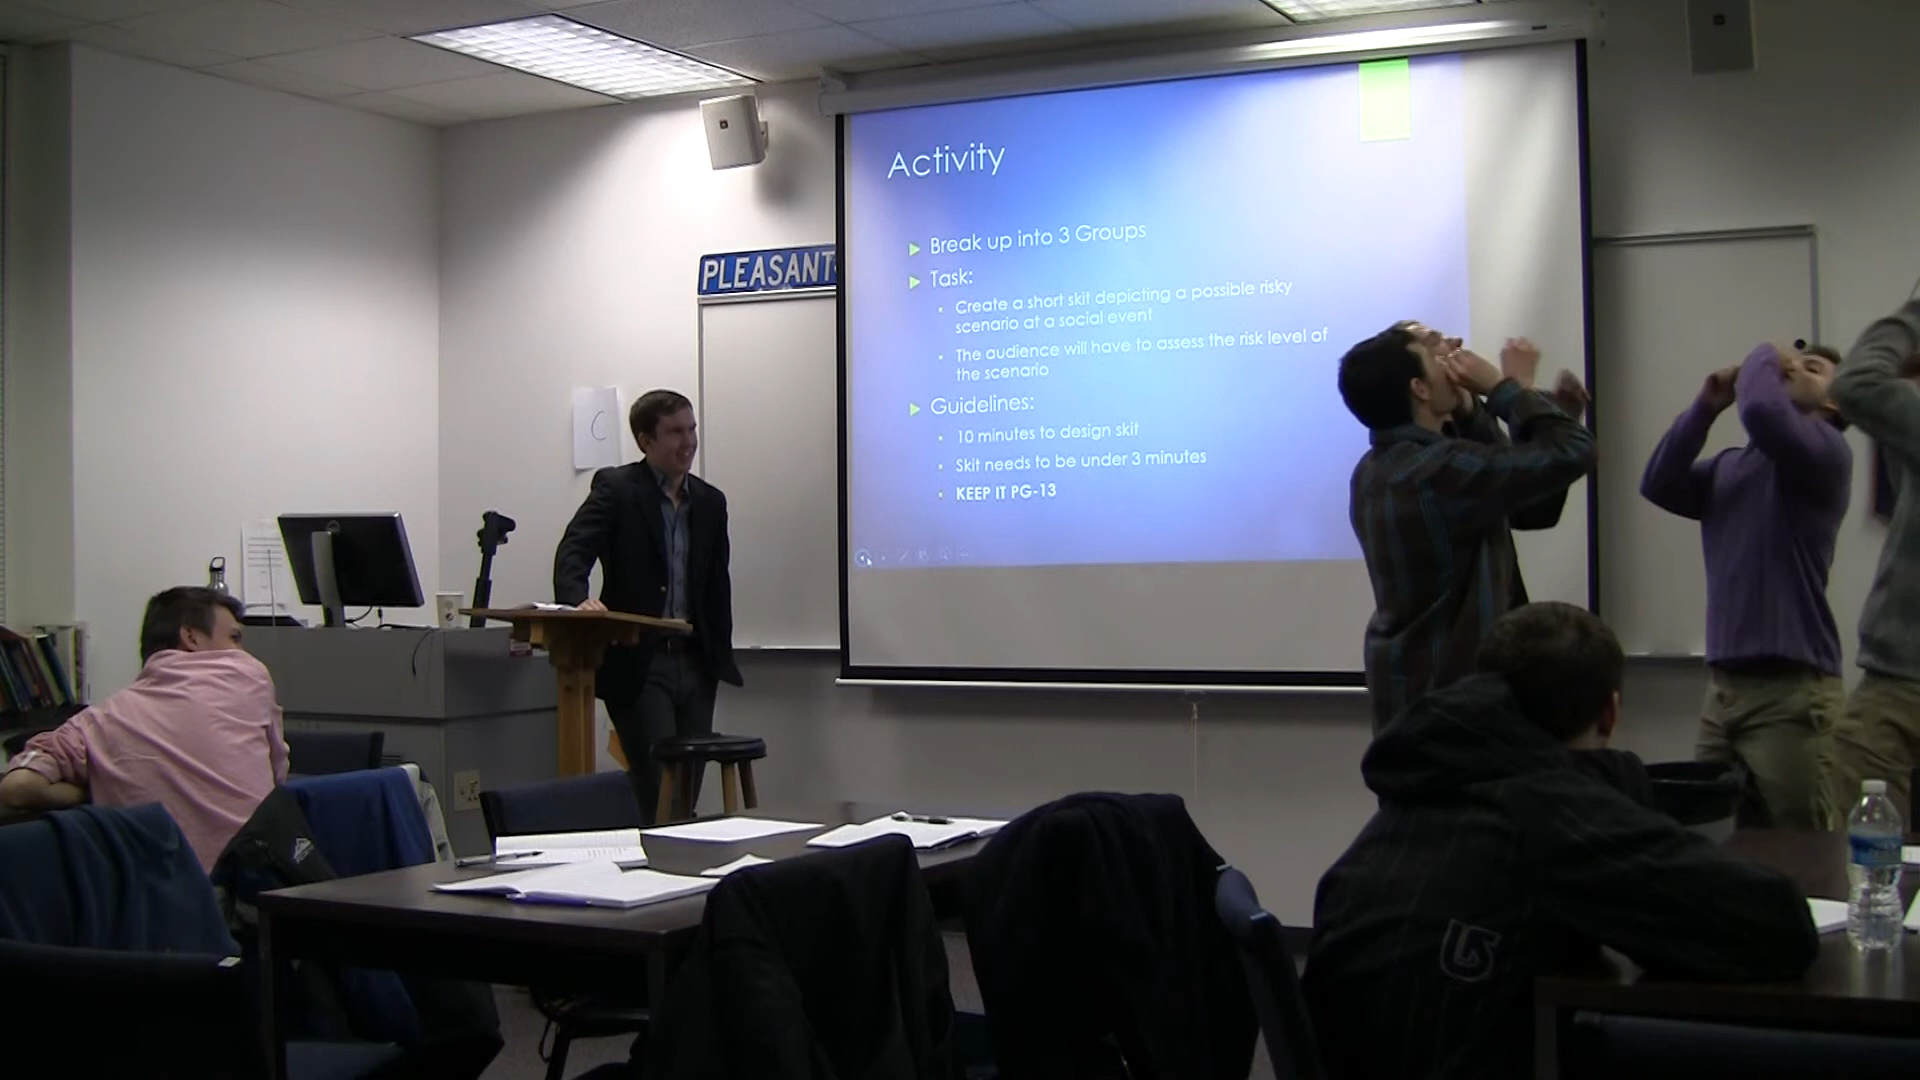 Activity
Break up into 3 Groups
Task:
Create a short skit depicting a possible risky
scenario at a social event
The audience will have to assess the risk level of
the scenario
Guidelines:
10 minutes to design skit
Skit needs to be under 3 minutes
KEEP IT PG-13
PLEASANT
C